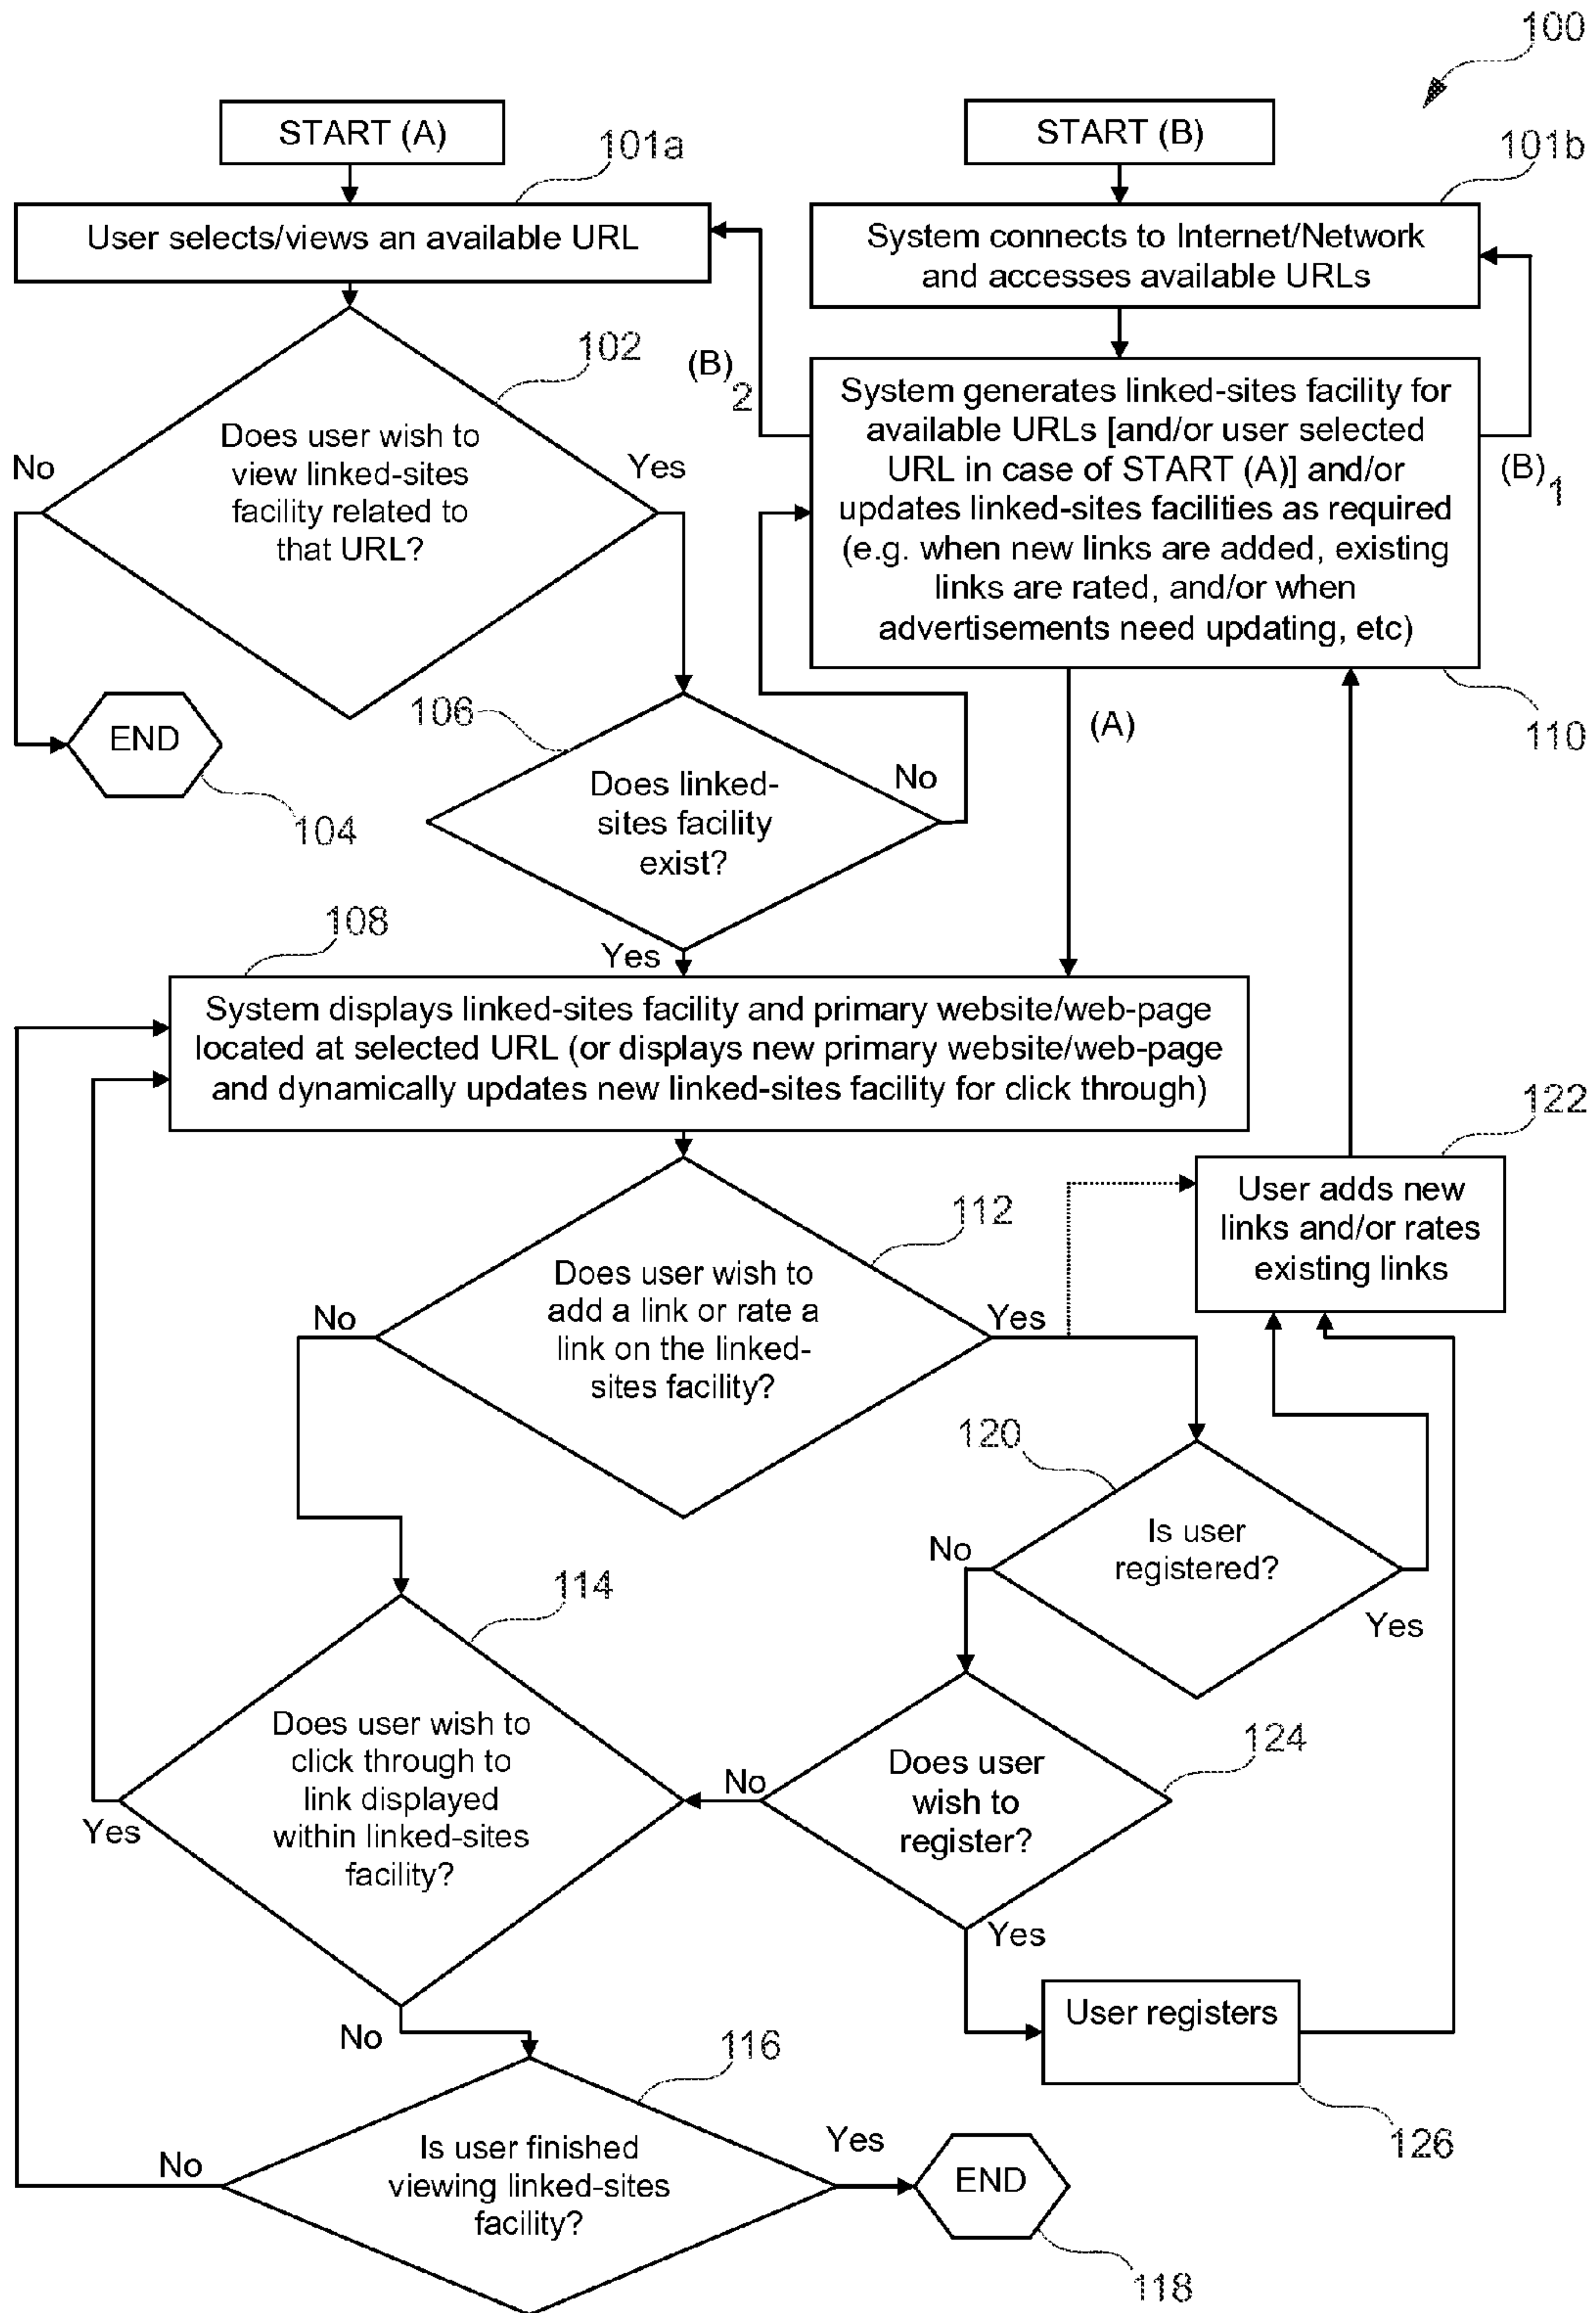 100
START (A)
START (B)
101a
101b
User selects/views an available URL
System connects to Internet/Network
and accesses available URLs
102
(B)2
Does user wish to
view linked-sites
facility related to
that URL?
No
Yes
System generates linked-sites facility for
available URLs [and/or user selected
URL in case of START (A)] and/or
updates linked-sites facilities as required
(e.g. when new links are added, existing
links are rated, and/or when
advertisements need updating, etc)
(B)1
110
END
104
106
Does linked-
sites facility
exist?
No
(A)
Yes
108
System displays linked-sites facility and primary website/web-page
located at selected URL (or displays new primary website/web-page
and dynamically updates new linked-sites facility for click through)
122
User adds new
links and/or rates
existing links
112
Does user wish to
add a link or rate a
link on the linked-
sites facility?
No
Yes
120
Is user
registered?
No
Yes
114
Does user wish to
click through to
link displayed
within linked-sites
facility?
Yes
No
124
Does user
wish to
register?
No
Yes
User registers
126
116
Is user finished
viewing linked-sites
facility?
No
Yes
END
118